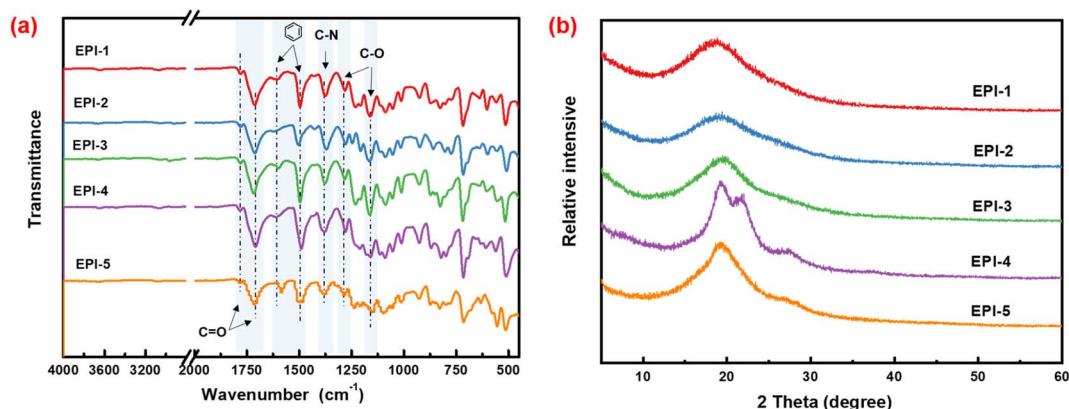 (a)
EPI-1
EPI-2
EPI-3
EPI-4
EPI-5
C-N
C-O
C=O
Transmittance
4000 3200 2000 1750 1500 1250 1000 750 500
Wavenumber (cm-1)
(b)
EPI-1
EPI-2
EPI-3
EPI-4
EPI-5
Relative intensive
10 20 30 40 50 60
2 Theta (degree)